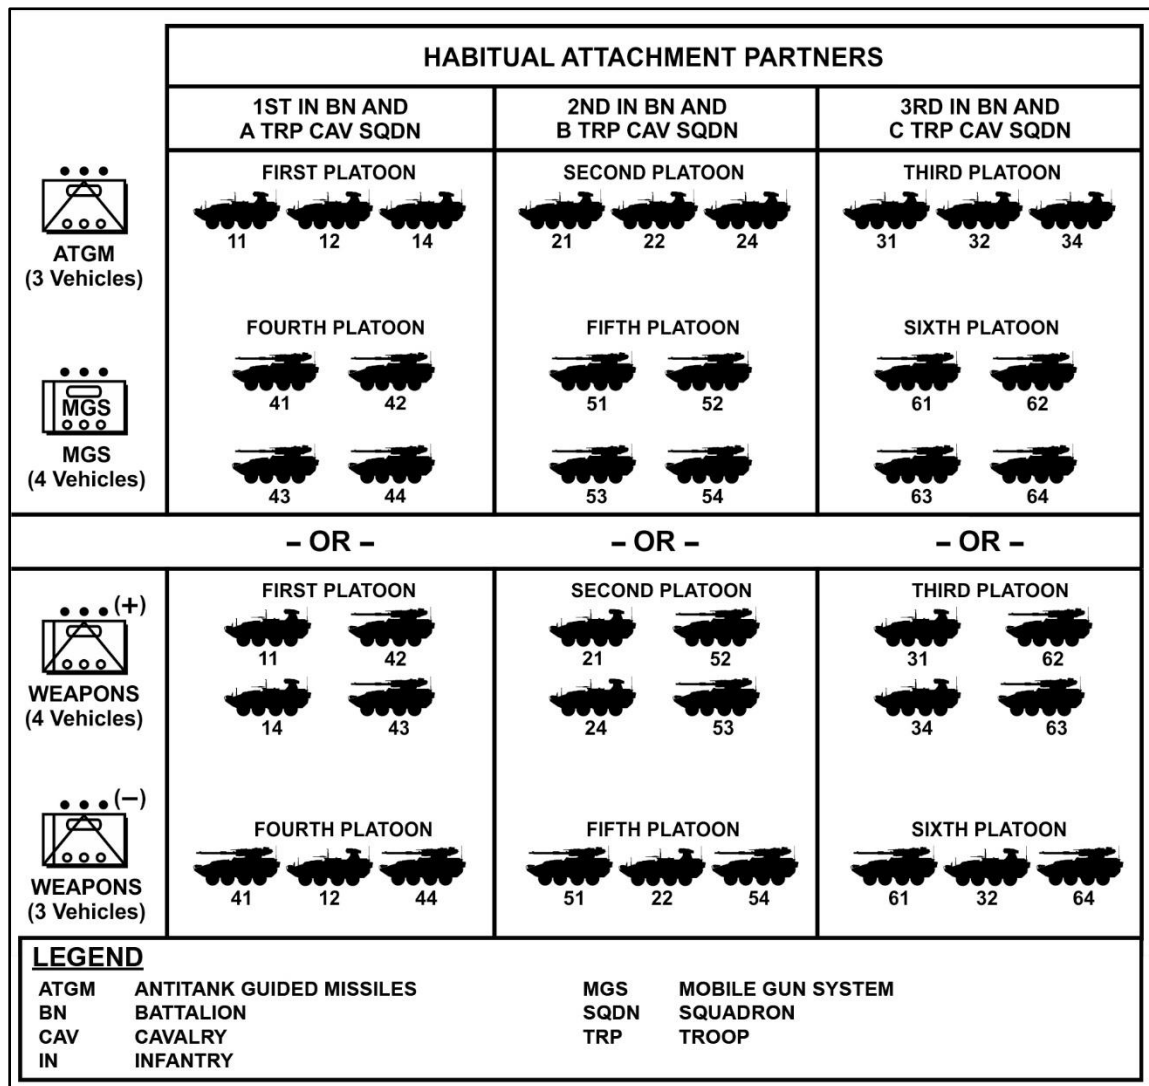 HABITUAL ATTACHMENT PARTNERS
1ST IN BN AND
A TRP CAV SQDN
2ND IN BN AND
B TRP CAV SQDN
3RD IN BN AND
C TRP CAV SQDN
ATGM
(3 Vehicles)
FIRST PLATOON
11 12 14
SECOND PLATOON
21 22 24
THIRD PLATOON
31 32 34
MGS
MGS
(4 Vehicles)
FOURTH PLATOON
41 42
43 44
FIFTH PLATOON
51 52
53 54
SIXTH PLATOON
61 62
63 64
– OR – – OR – – OR –
(+)
WEAPONS
(4 Vehicles)
FIRST PLATOON
11 42
14 43
SECOND PLATOON
21 52
24 53
THIRD PLATOON
31 62
34 63
(–)
WEAPONS
(3 Vehicles)
FOURTH PLATOON
41 12 44
FIFTH PLATOON
51 22 54
SIXTH PLATOON
61 32 64
LEGEND
ATGM ANTITANK GUIDED MISSILES
BN BATTALION
CAV CAVALRY
IN INFANTRY
MGS MOBILE GUN SYSTEM
SQDN SQUADRON
TRP TROOP